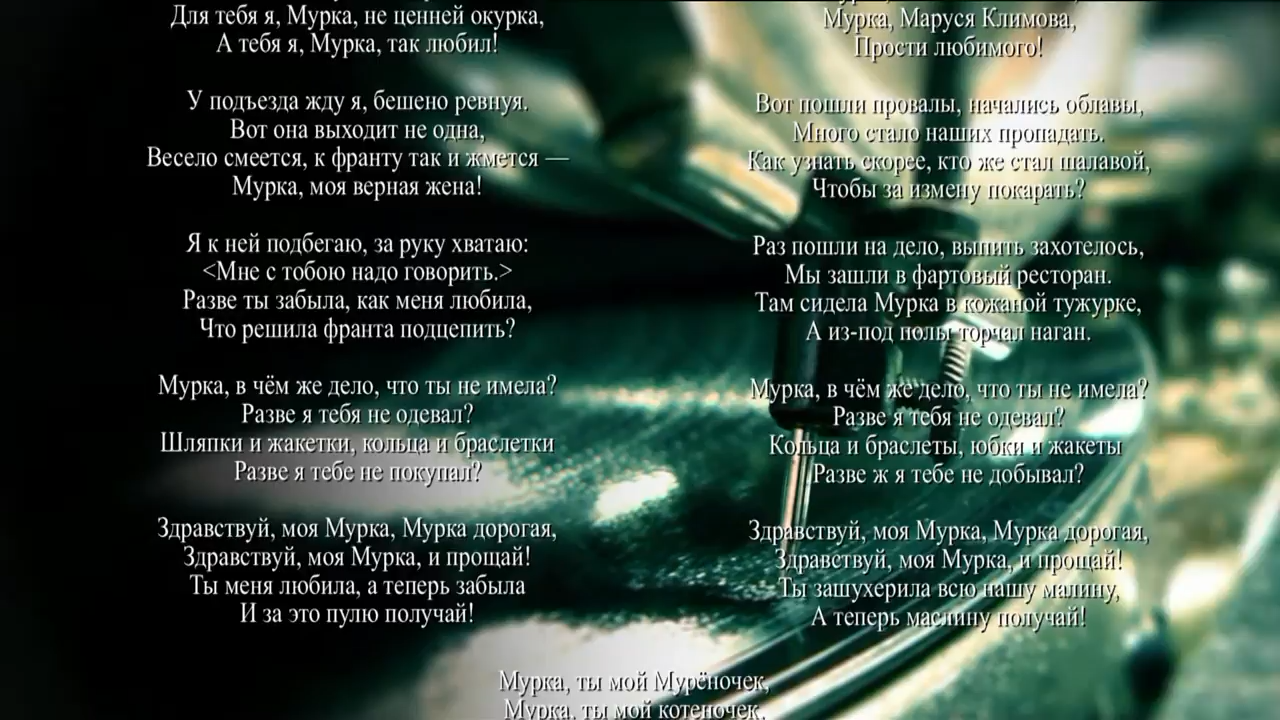 Для тебя я, Мурка, не ценней окурка,
А тебя я, Мурка, так любил!
У подъезда жду я, бешено ревнуя.
Вот она выходит не одна,
Весело смеется, к франту так и жмется —
Мурка, моя верная жена!
Я к ней подбегаю, за руку хватаю:
<Мне с тобою надо говорить.>
Разве ты забыла, как меня любила,
Что решила франта подцепить?
Мурка, в чём же дело, что ты не имела?
Разве я тебя не одевал?
Шляпки и жакетки, кольца и браслетки
Разве я тебе не покупал?
Здравствуй, моя Мурка, Мурка дорогая,
Здравствуй, моя Мурка, и прощай!
Ты меня любила, а теперь забыла
И за это пулю получай!
Мурка, Маруся Климова,
Прости любимого!
Вот пошли провалы, начались облавы,
Много стало наших пропадать.
Как узнать скорее, кто же стал шалавой,
Чтобы за измену покарать?
Раз пошли на дело, выпить захотелось,
Мы зашли в фартовый ресторан.
Там сидела Мурка в кожаной тужурке,
А из-под полы торчал наган.
Мурка, в чём же дело, что ты не имела?
Разве я тебя не одевал?
Кольца и браслеты, юбки и жакеты
Разве ж я тебе не добывал?
Здравствуй, моя Мурка, Мурка дорогая,
Здравствуй, моя Мурка, и прощай!
Ты зашухерила всю нашу малину,
А теперь маслину получай!
Мурка, ты мой Мурёночек,
Мурка, ты мой котеночек,